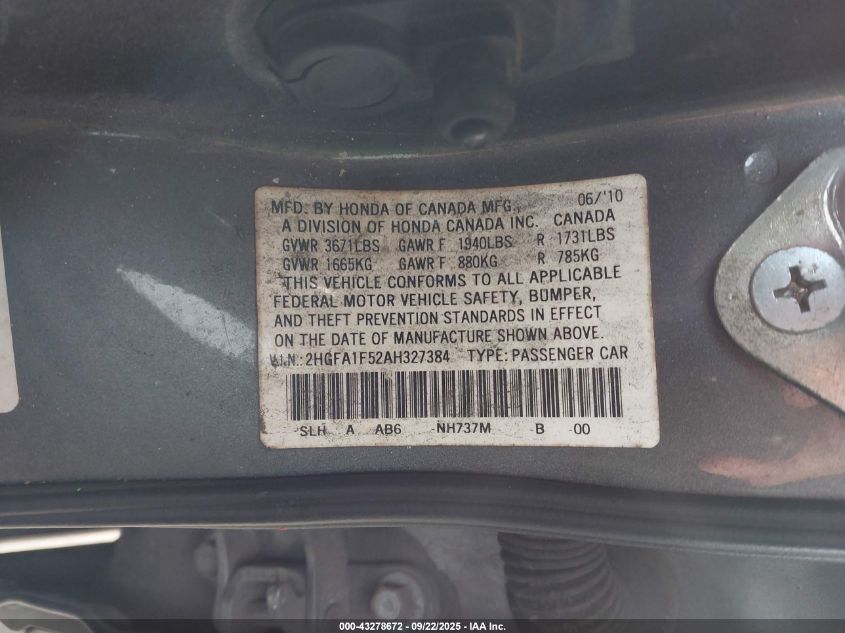 MFD. BY HONDA OF CANADA MFG., 06/'10
A DIVISION OF HONDA CANADA INC. CANADA
GVWR 3671LBS GAWR F 1940LBS R 1731LBS
GVWR 1665KG GAWR F 880KG R 785KG
THIS VEHICLE CONFORMS TO ALL APPLICABLE
FEDERAL MOTOR VEHICLE SAFETY, BUMPER,
AND THEFT PREVENTION STANDARDS IN EFFECT
ON THE DATE OF MANUFACTURE SHOWN ABOVE.
V.I.N.: 2HGFA1F52AH327384 TYPE: PASSENGER CAR
SLH A AB6 NH737M B -00
000-43278672 - 09/22/2025 - IAA Inc.